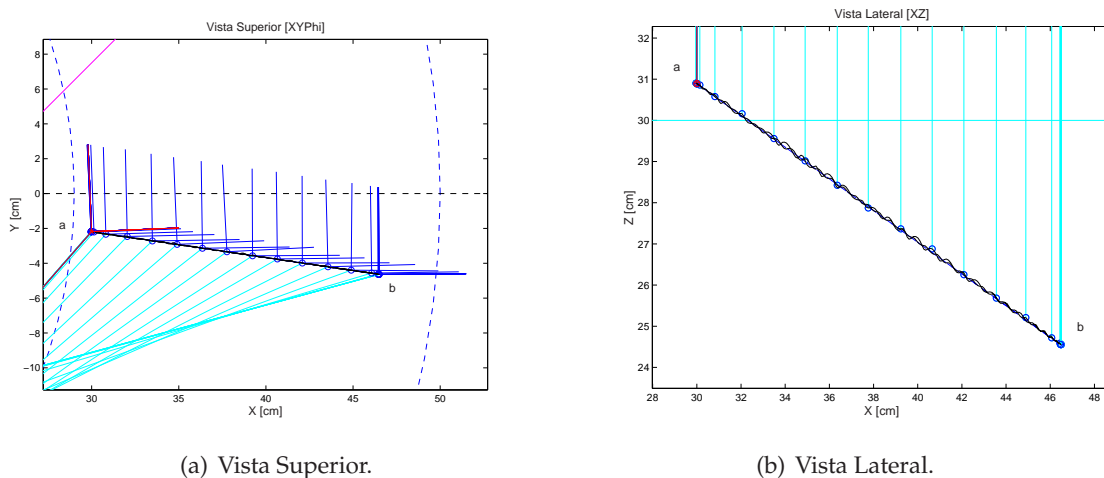 Vista Superior [XYPhi]
8
6
4
2
0
−2
−4
−6
−8
−10
Y [cm]
a
b
30 35 40 45 50
X [cm]
(a) Vista Superior.
Vista Lateral [XZ]
32
31
30
29
28
27
26
25
24
Z [cm]
a
b
28 30 32 34 36 38 40 42 44 46 48
X [cm]
(b) Vista Lateral.